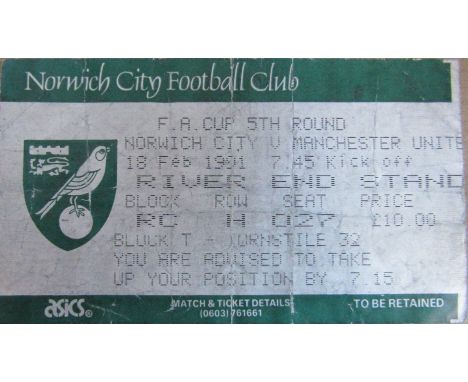 Norwich City Football Club
F.A.CUP 5TH ROUND
NORWICH CITY V MANCHESTER UNITE
18 Feb 1991 7.45 Kick off
RIVER END STAND
BLOCK ROW SEAT PRICE
RC H 027 £10.00
BLOCK T - URNSTILE 32
YOU ARE ADWISED TO TAKE
UP YOUR POSITION BY 7.15
asics® MATCH & TICKET DETAILS TO BE RETAINED
(0603) 761661